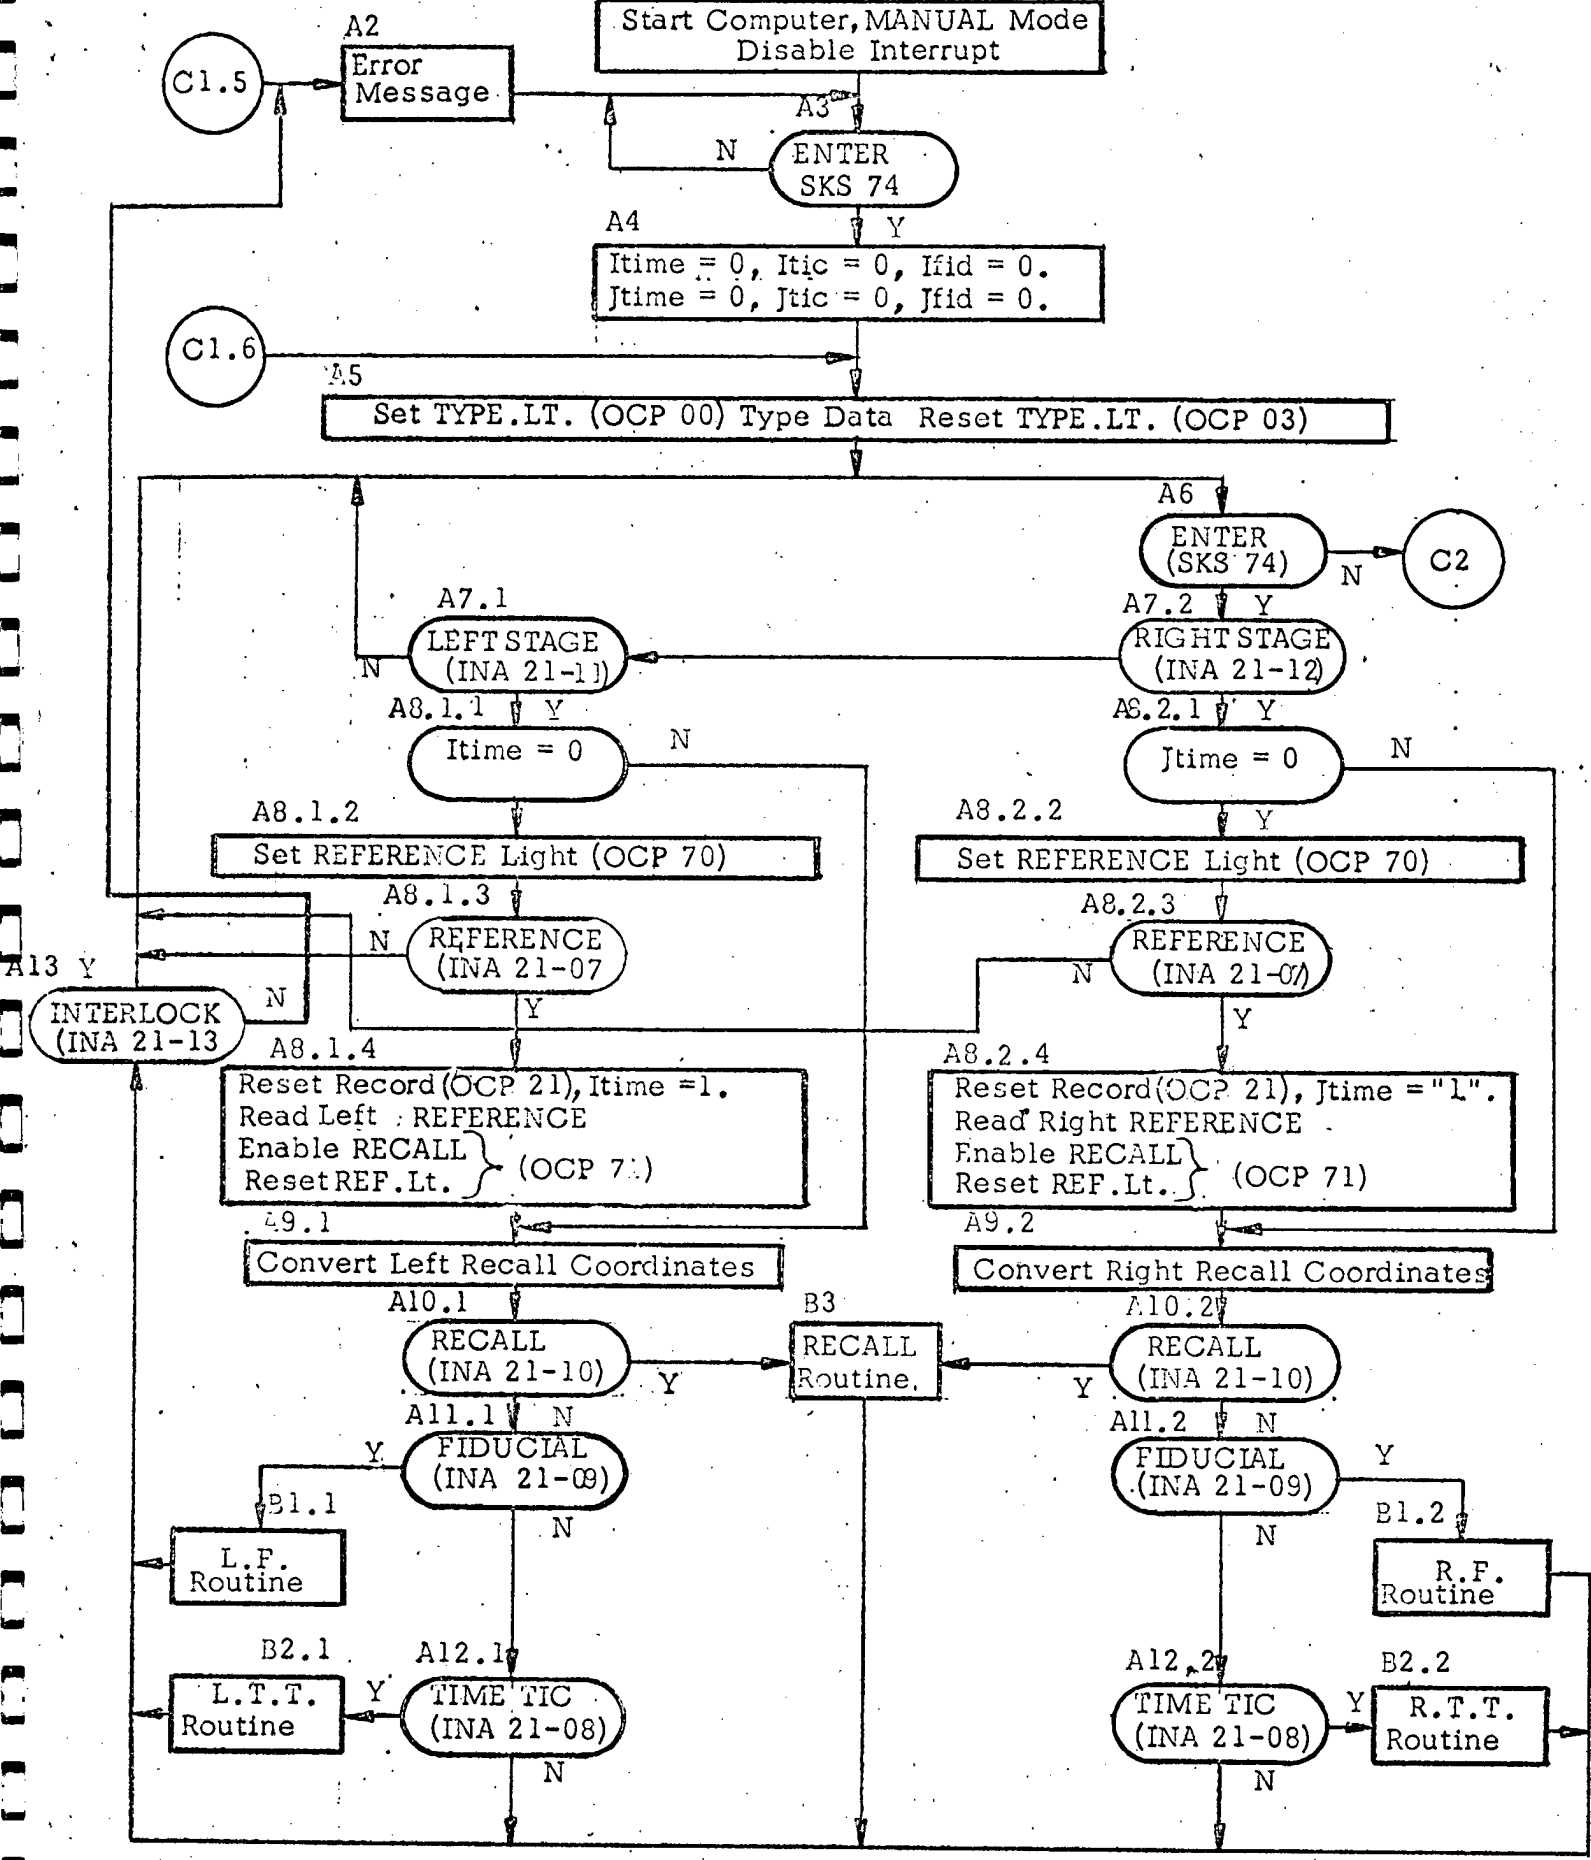 Start Computer, MANUAL Mode
Disable Interrupt
A2
C1.5
Error
Message
A3
N
ENTER
SKS 74
Y
A4
Itime = 0, Itic = 0, Ifid = 0.
Jtime = 0, Jtic = 0, Jfid = 0.
C1.6
A5
Set TYPE.LT. (OCP 00) Type Data Reset TYPE.LT. (OCP 03)
A6
ENTER
(SKS 74)
N
C2
A7.1
A7.2
Y
LEFT STAGE
(INA 21-11)
N
RIGHT STAGE
(INA 21-12)
A8.1.1
Y
A8.2.1
Y
Itime = 0
N
Jtime = 0
N
A8.1.2
A8.2.2
Y
Set REFERENCE Light (OCP 70)
Set REFERENCE Light (OCP 70)
A8.1.3
A8.2.3
N
REFERENCE
(INA 21-07
REFERENCE
(INA 21-07)
N
A13 Y
INTERLOCK
(INA 21-13
N
Y
Y
A8.1.4
A8.2.4
Reset Record (OCP 21), Itime =1.
Read Left : REFERENCE
Enable RECALL
Reset REF.Lt.
(OCP 71)
Reset Record (OCP 21), Jtime = "1".
Read Right REFERENCE
Enable RECALL
Reset REF.Lt.
(OCP 71)
A9.1
A9.2
Convert Left Recall Coordinates
Convert Right Recall Coordinates
A10.1
B3
A10.2
RECALL
(INA 21-10)
Y
RECALL
Routine.
Y
RECALL
(INA 21-10)
A11.1
N
A11.2
N
Y
FIDUCIAL
(INA 21-09)
FIDUCIAL
(INA 21-09)
Y
B1.1
N
B1.2
N
L.F.
Routine
R.F.
Routine
B2.1
A12.1
A12.2
B2.2
L.T.T.
Routine
Y
TIME TIC
(INA 21-08)
TIME TIC
(INA 21-08)
Y
R.T.T.
Routine
N
N